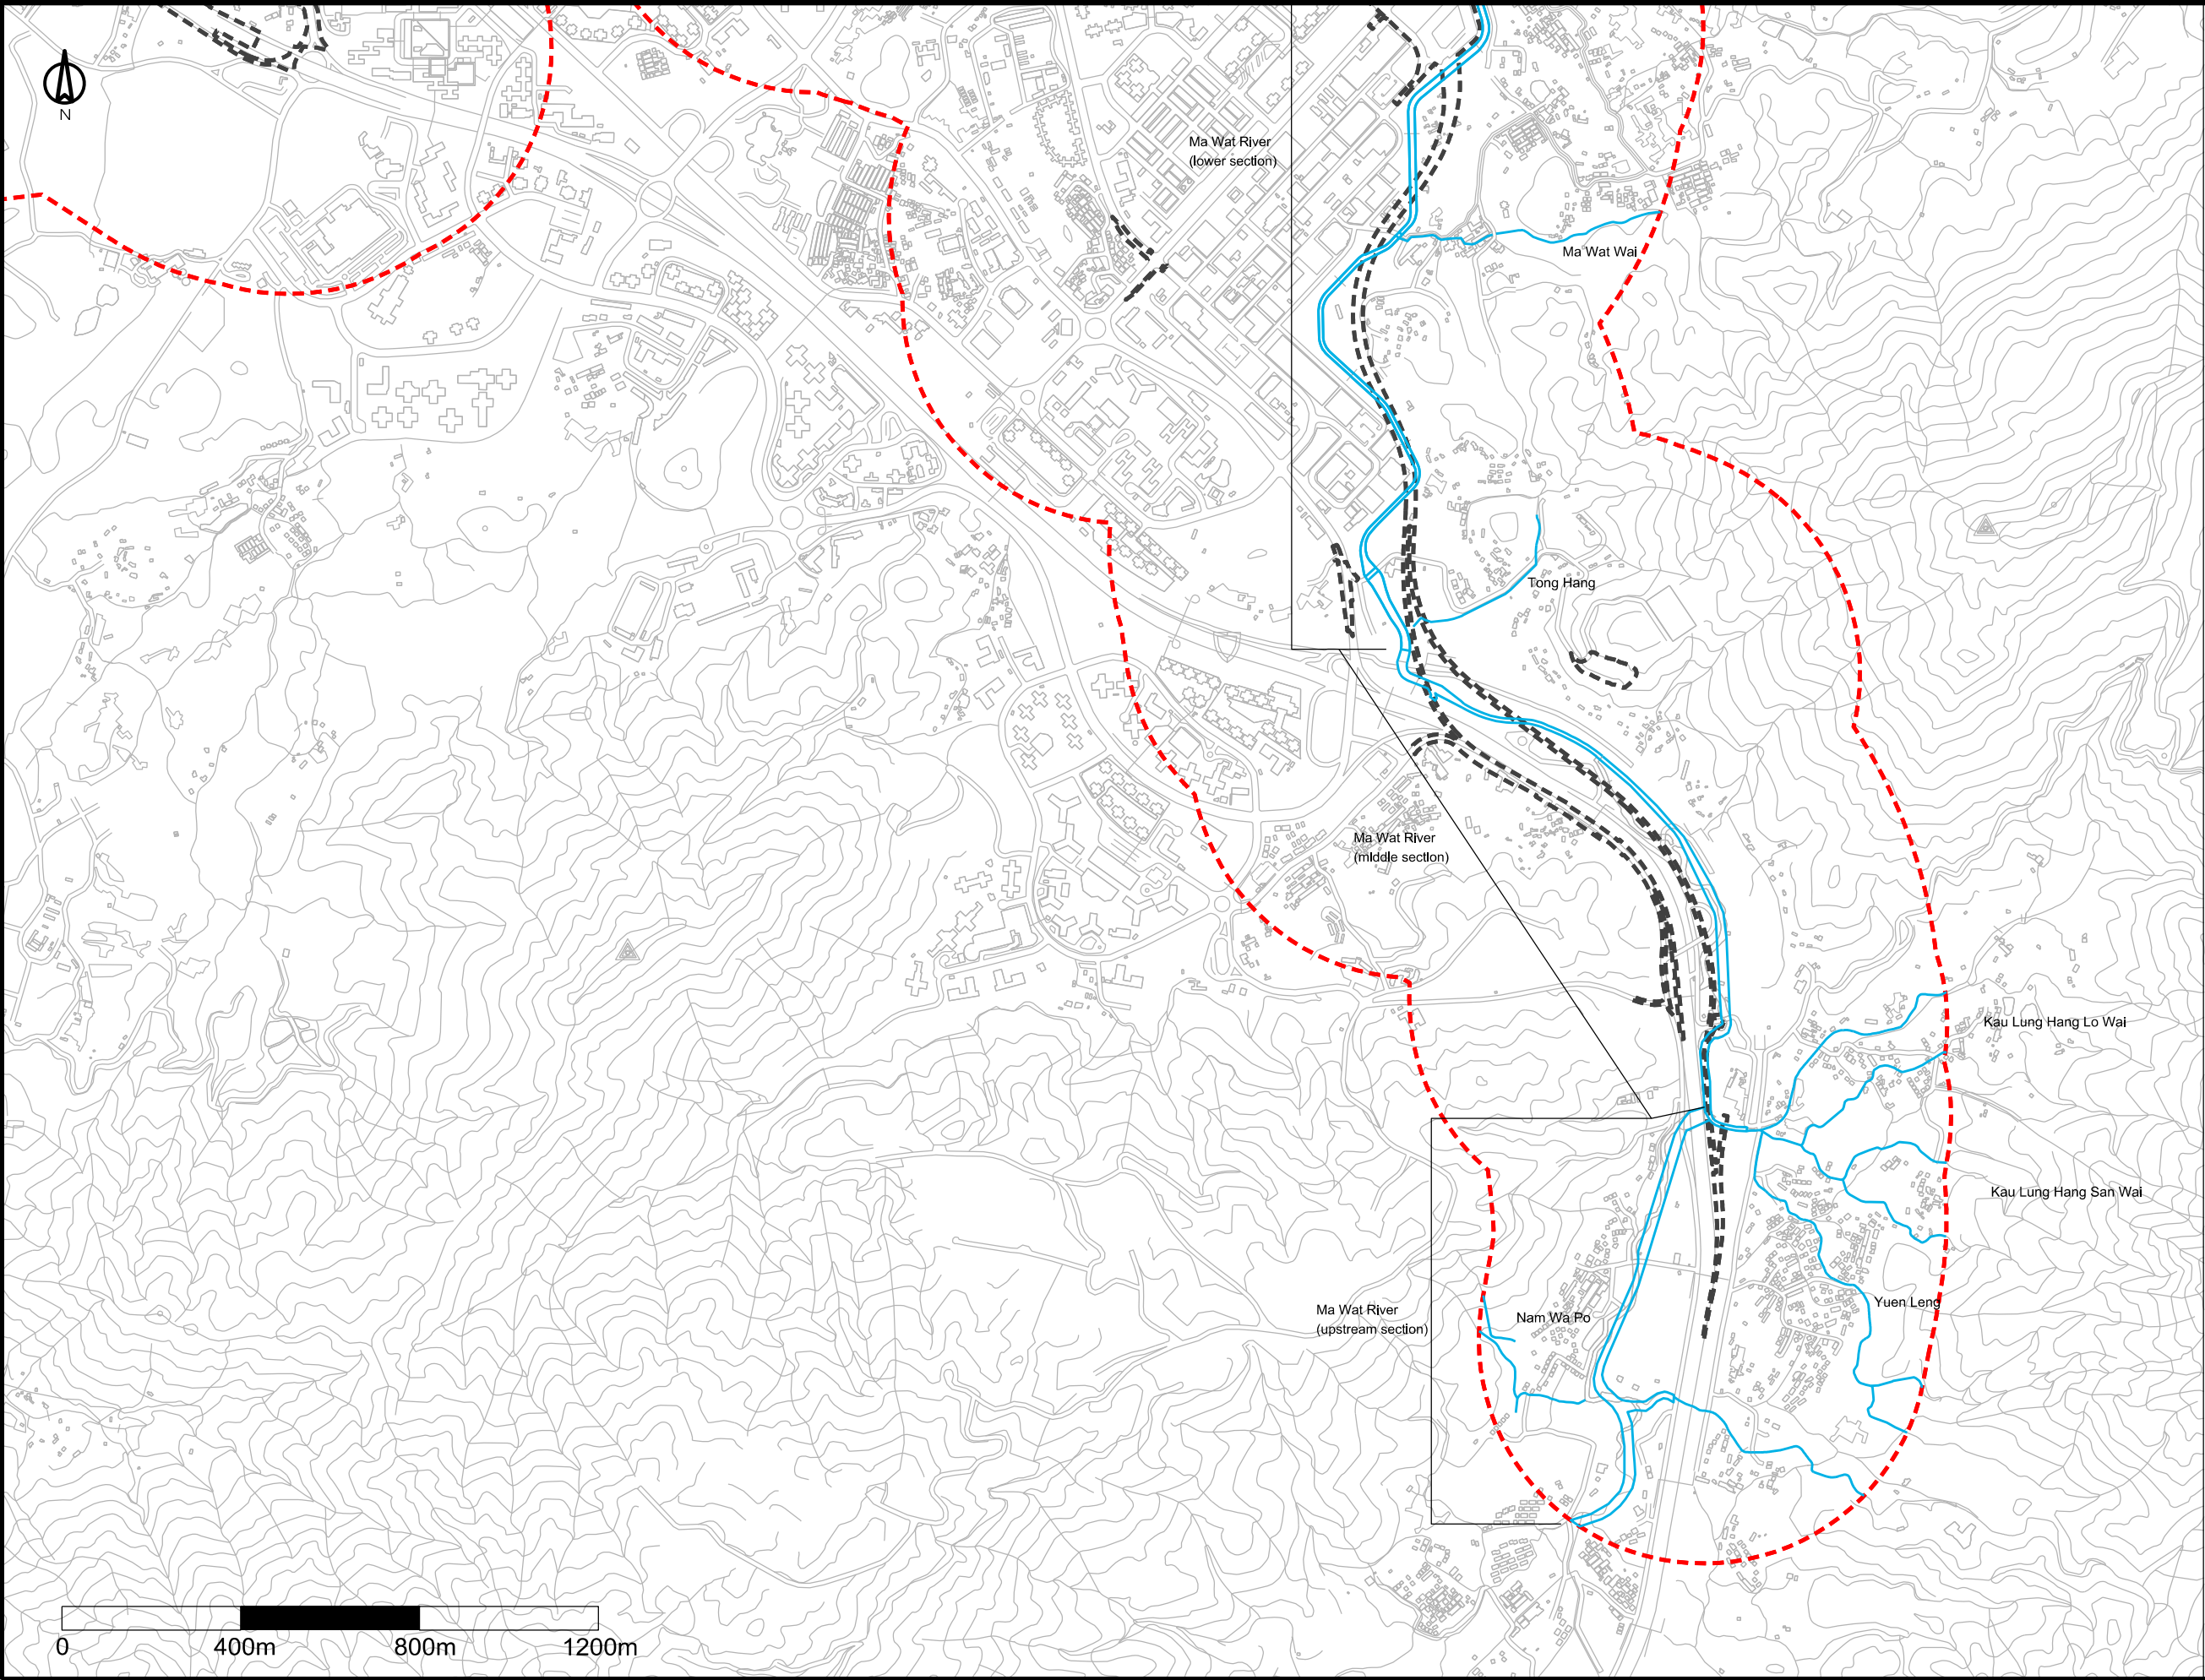 N
Ma Wat River
(lower section)
Ma Wat Wai
Tong Hang
Ma Wat River
(middle section)
Kau Lung Hang Lo Wai
Kau Lung Hang San Wai
Yuen Leng
Ma Wat River
(upstream section)
Nam Wa Po
0 400m 800m 1200m